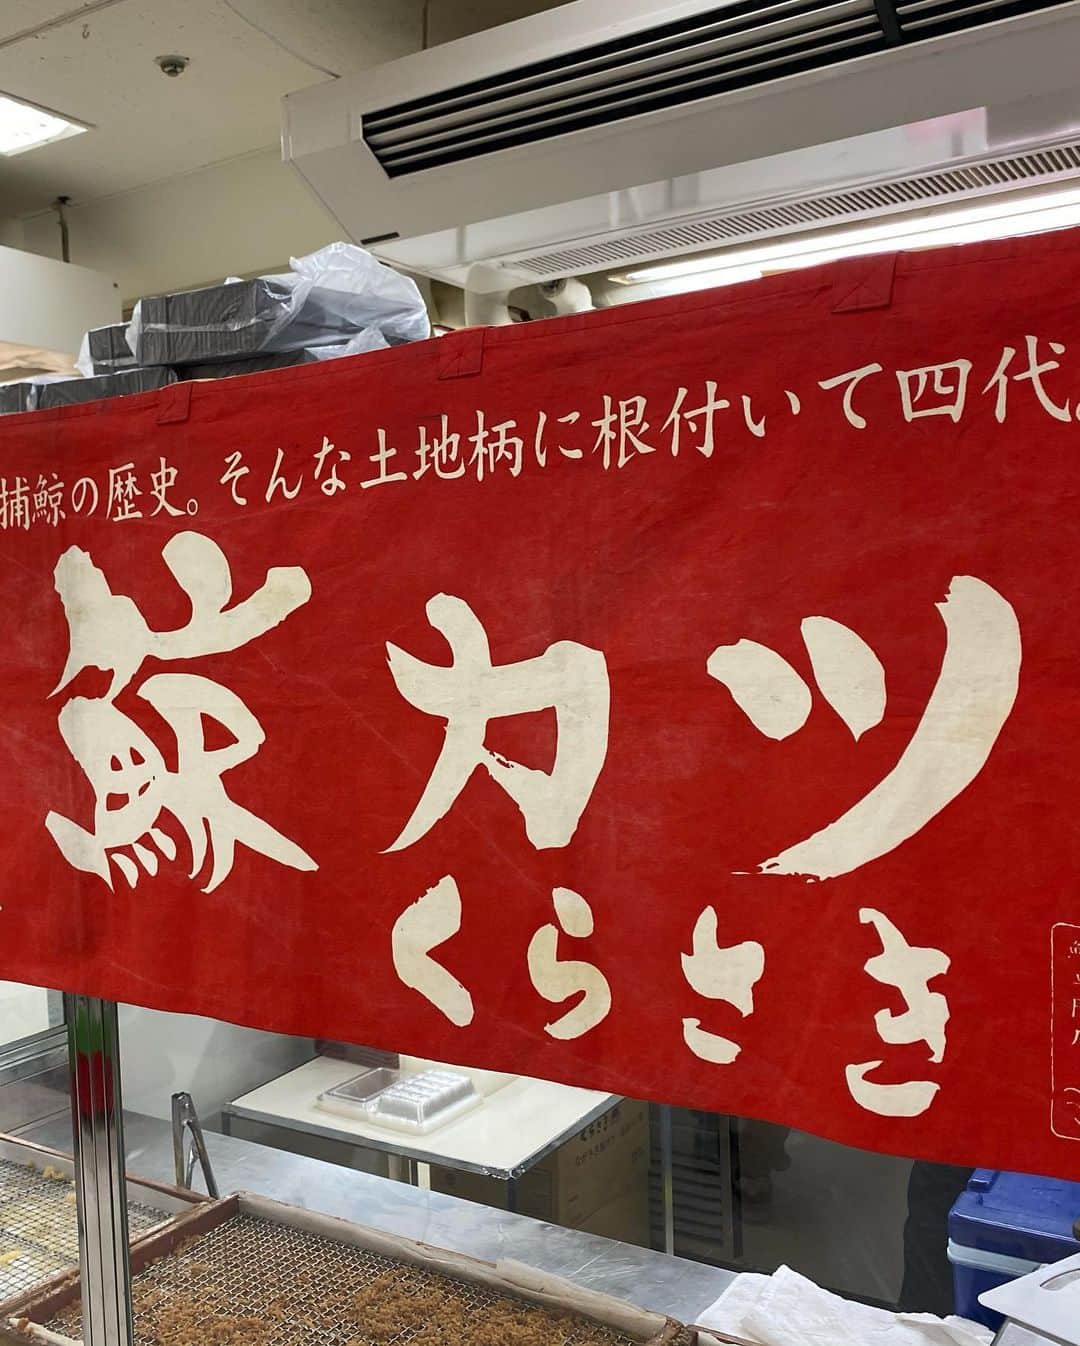 捕鯨の歴史。そんな土地柄に根付いて四代。
鯨カツ
くらさき